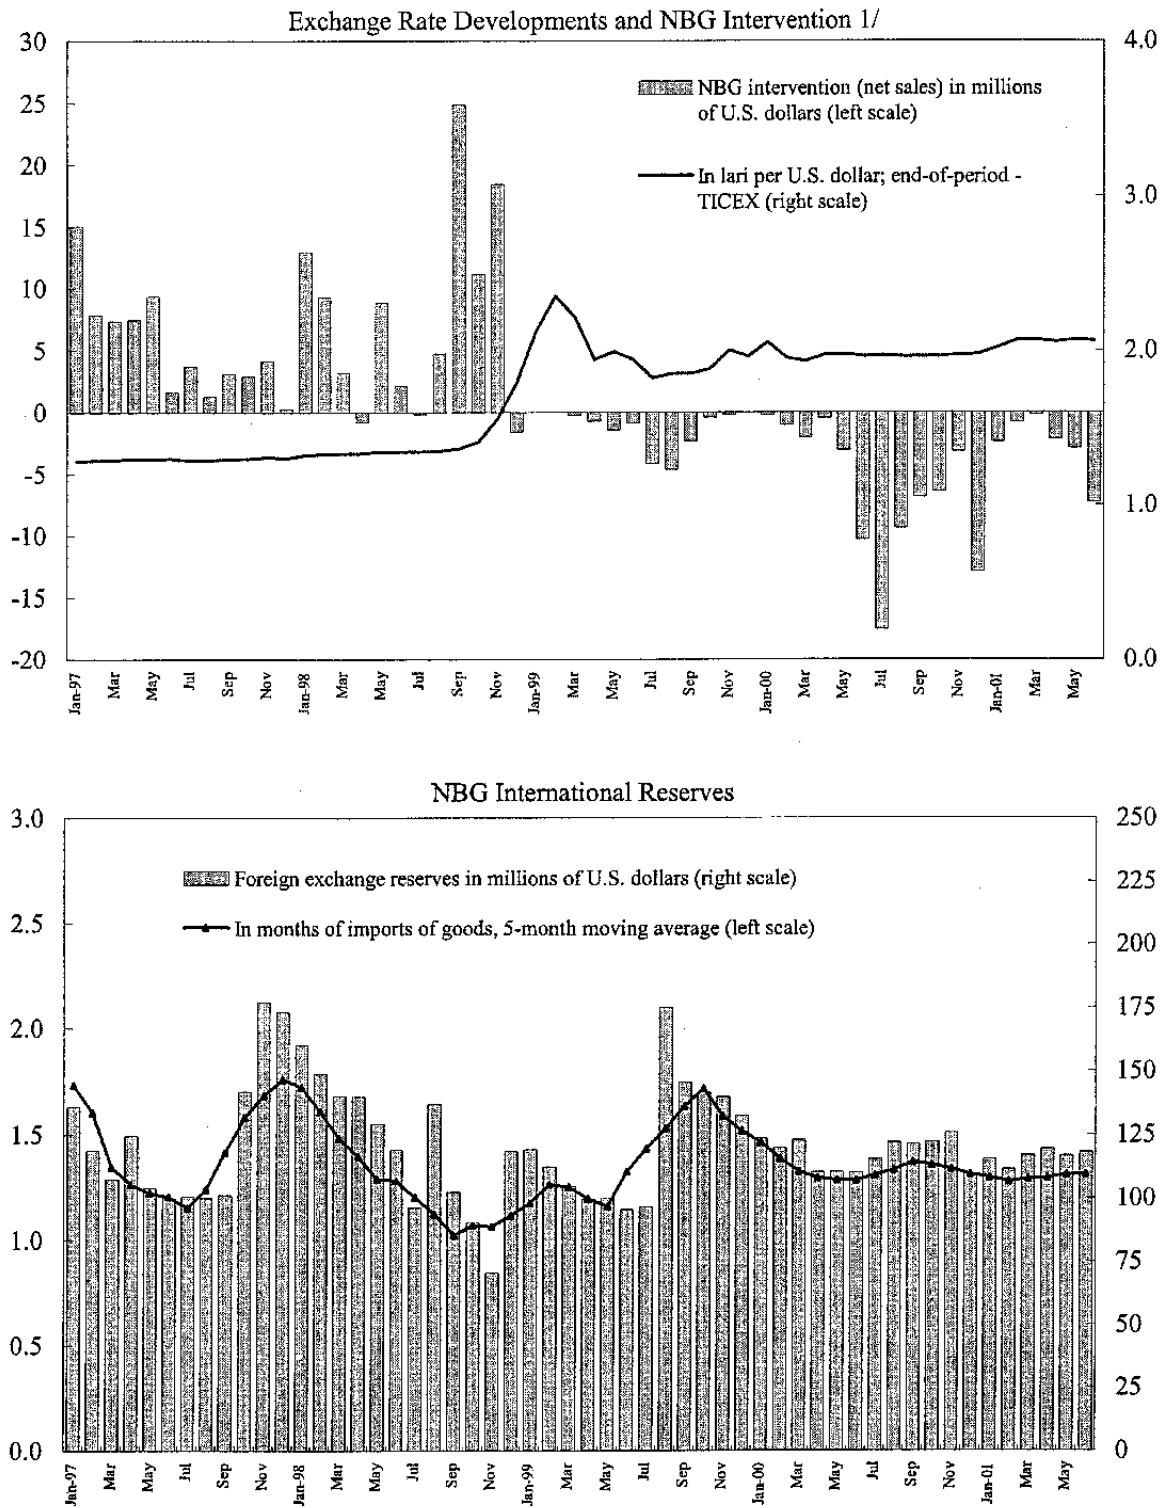 Exchange Rate Developments and NBG Intervention 1/
30
25
20
15
10
5
0
-5
-10
-15
-20
4.0
3.0
2.0
1.0
0.0
NBG intervention (net sales) in millions
of U.S. dollars (left scale)
In lari per U.S. dollar; end-of-period -
TICEX (right scale)
Jan-97
Mar
May
Jul
Sep
Nov
Jan-98
Mar
May
Jul
Sep
Nov
Jan-99
Mar
May
Jul
Sep
Nov
Jan-00
Mar
May
Jul
Sep
Nov
Jan-01
Mar
May
NBG International Reserves
3.0
2.5
2.0
1.5
1.0
0.5
0.0
250
225
200
175
150
125
100
75
50
25
0
Foreign exchange reserves in millions of U.S. dollars (right scale)
In months of imports of goods, 5-month moving average (left scale)
Jan-97
Mar
May
Jul
Sep
Nov
Jan-98
Mar
May
Jul
Sep
Nov
Jan-99
Mar
May
Jul
Sep
Nov
Jan-00
Mar
May
Jul
Sep
Nov
Jan-01
Mar
May